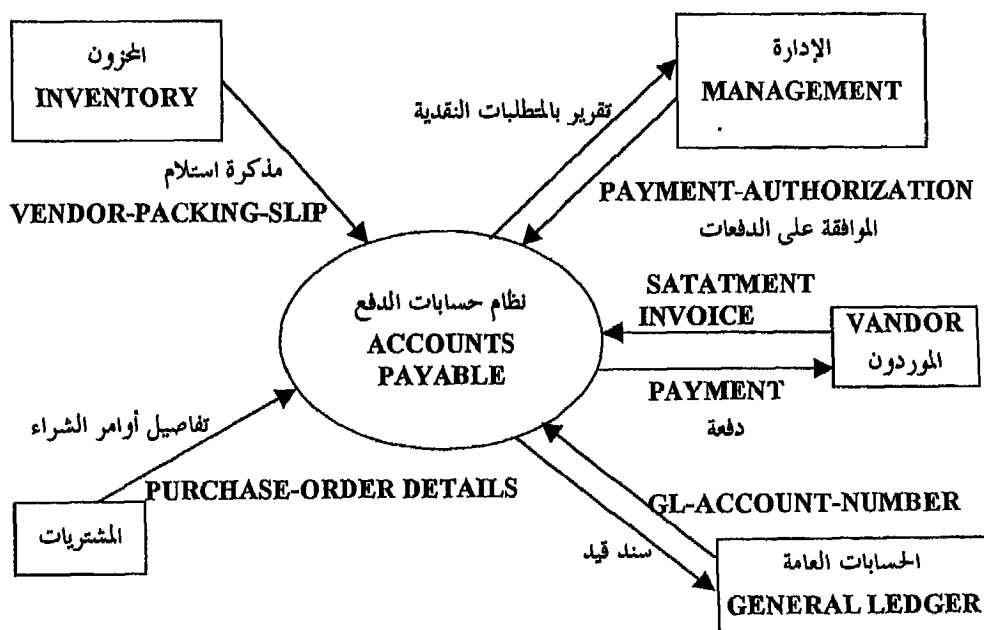 المخزون
INVENTORY
الإدارة
MANAGEMENT
تقرير بالمتطلبات النقدية
مذكرة استلام
VENDOR-PACKING-SLIP
PAYMENT-AUTHORIZATION
الموافقة على الدفعات
نظام حسابات الدفع
ACCOUNTS
PAYABLE
SATATMENT
INVOICE
VANDOR
الموردون
PAYMENT
دفعة
تفاصيل أوامر الشراء
PURCHASE-ORDER DETAILS
المشتريات
GL-ACCOUNT-NUMBER
سند قيد
الحسابات العامة
GENERAL LEDGER